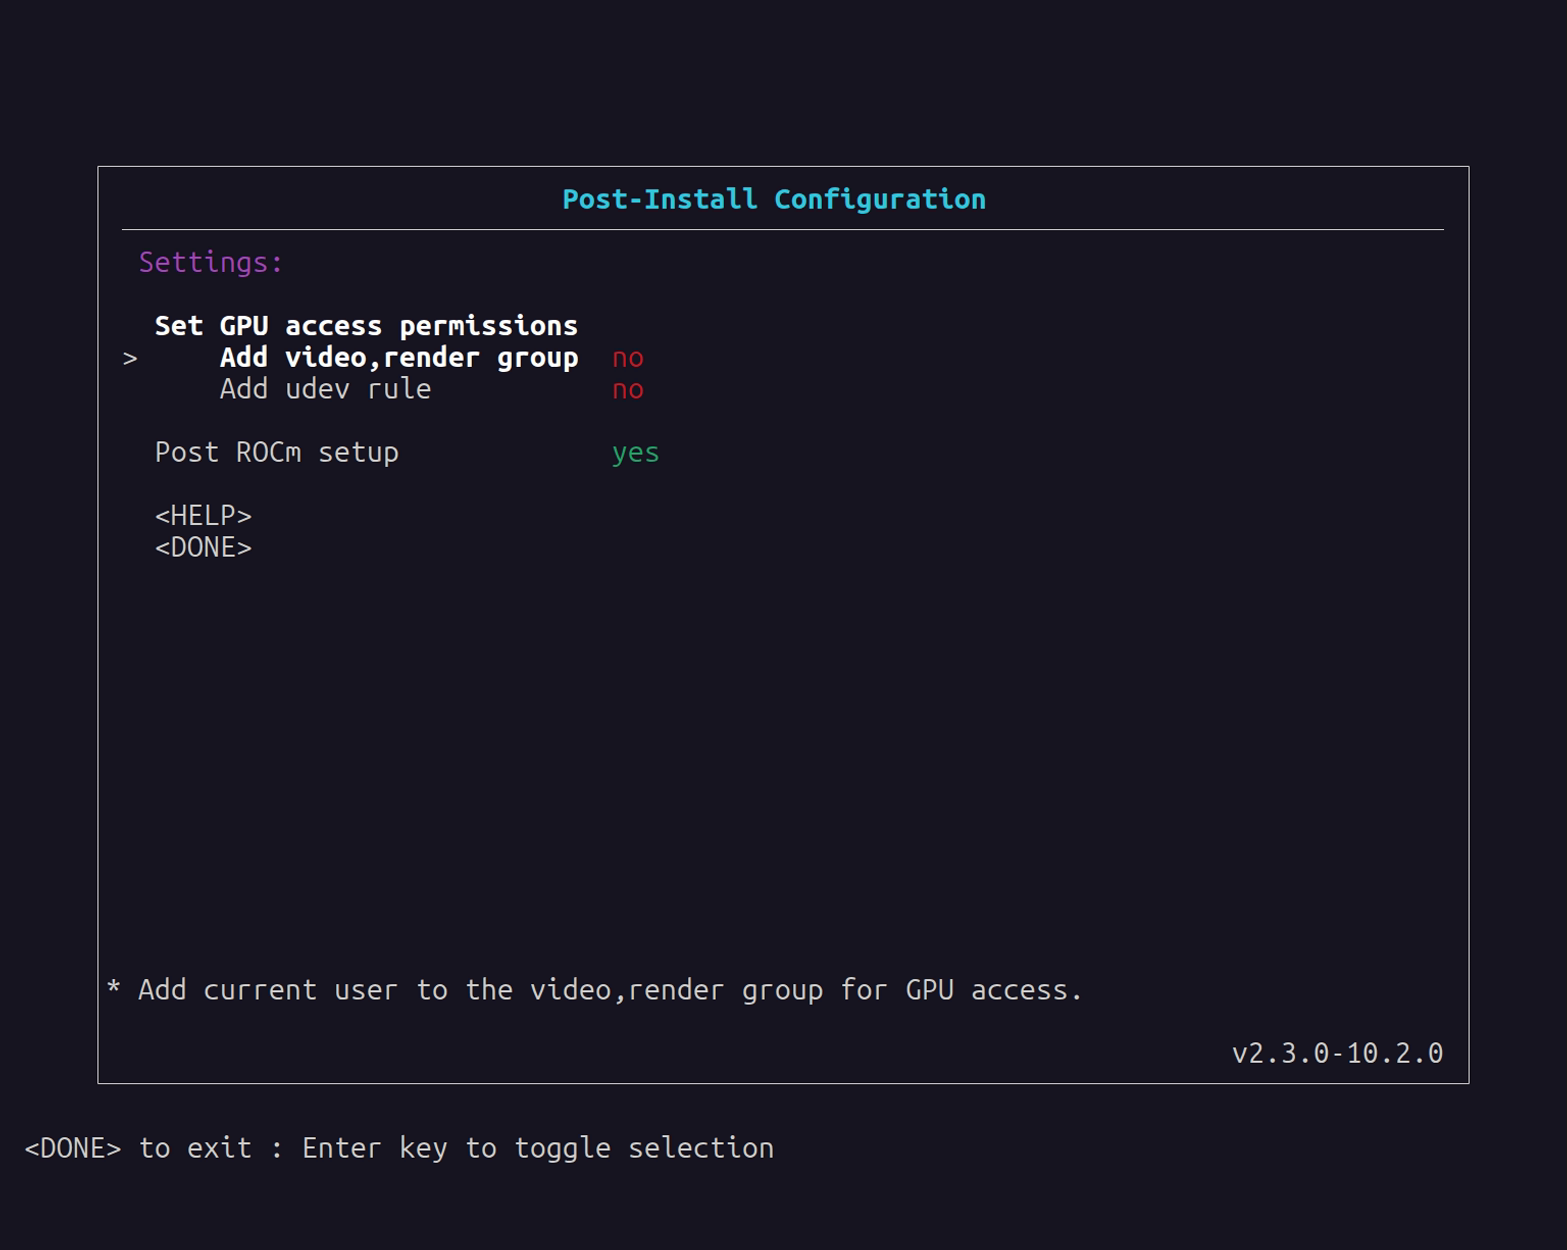 Post-Install Configuration
Settings:
Set GPU access permissions
> Add video,render group no
Add udev rule no
Post ROCm setup yes
<HELP>
<DONE>
* Add current user to the video,render group for GPU access.
v2.3.0-10.2.0
<DONE> to exit : Enter key to toggle selection